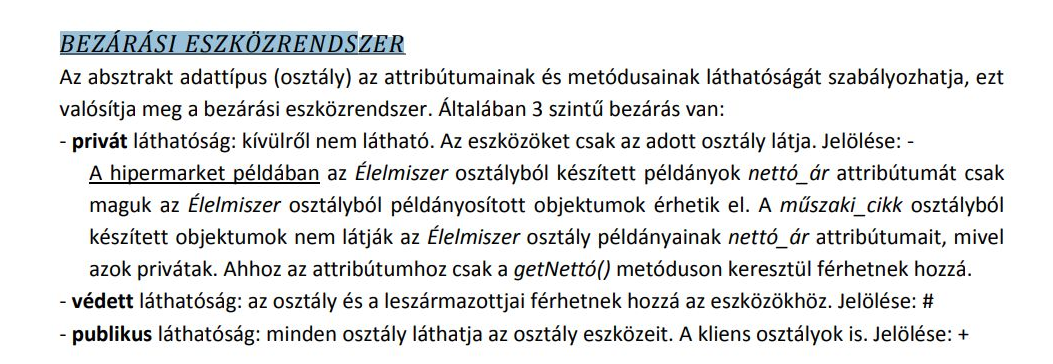 BEZÁRÁSI ESZKÖZRENDSZER
Az absztrakt adattípus (osztály) az attribútumainak és metódusainak láthatóságát szabályozhatja, ezt
valósítja meg a bezárási eszközrendszer. Általában 3 szintű bezárás van:
- privát láthatóság: kívülről nem látható. Az eszközöket csak az adott osztály látja. Jelölése: -
A hipermarket példában az Élelmiszer osztályból készített példányok nettó_ár attribútumát csak
maguk az Élelmiszer osztályból példányosított objektumok érhetik el. A műszaki_cikk osztályból
készített objektumok nem látják az Élelmiszer osztály példányainak nettó_ár attribútumait, mivel
azok privátak. Ahhoz az attribútumhoz csak a getNettó() metóduson keresztül férhetnek hozzá.
- védett láthatóság: az osztály és a leszármazottjai férhetnek hozzá az eszközökhöz. Jelölése: #
- publikus láthatóság: minden osztály láthatja az osztály eszközeit. A kliens osztályok is. Jelölése: +